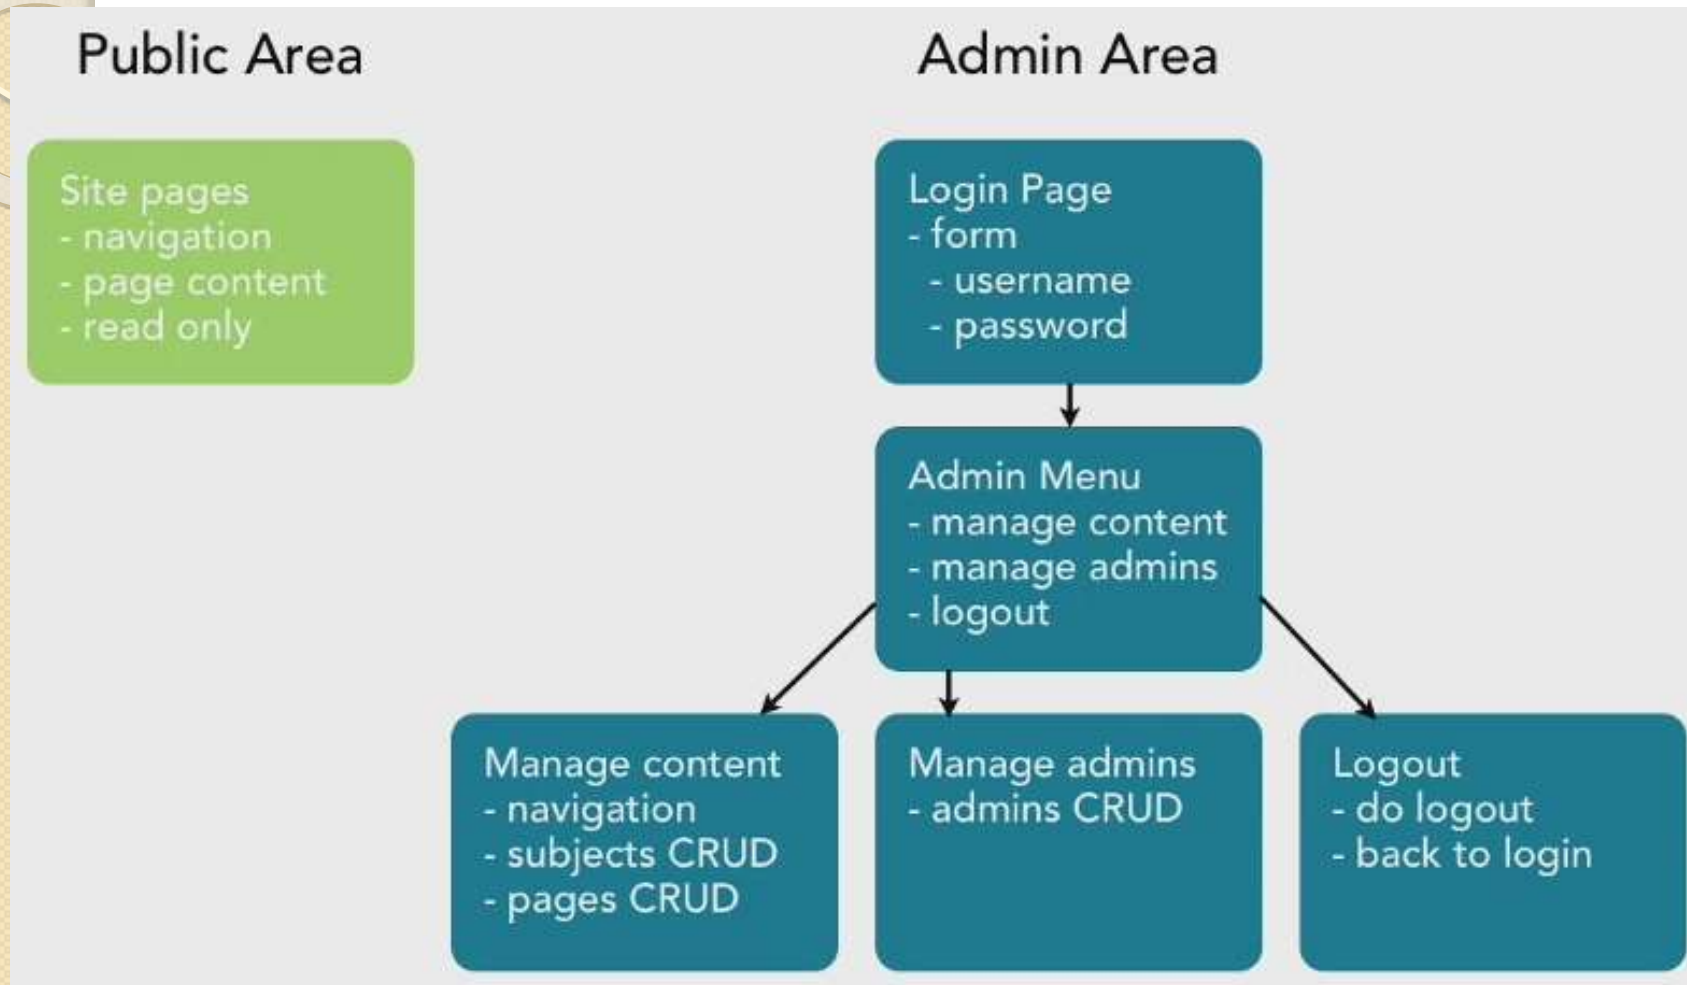 Public Area
Admin Area
Site pages
- navigation
- page content
- read only
Login Page
- form
- username
- password
Admin Menu
- manage content
- manage admins
- logout
Manage content
- navigation
- subjects CRUD
- pages CRUD
Manage admins
- admins CRUD
Logout
- do logout
- back to login